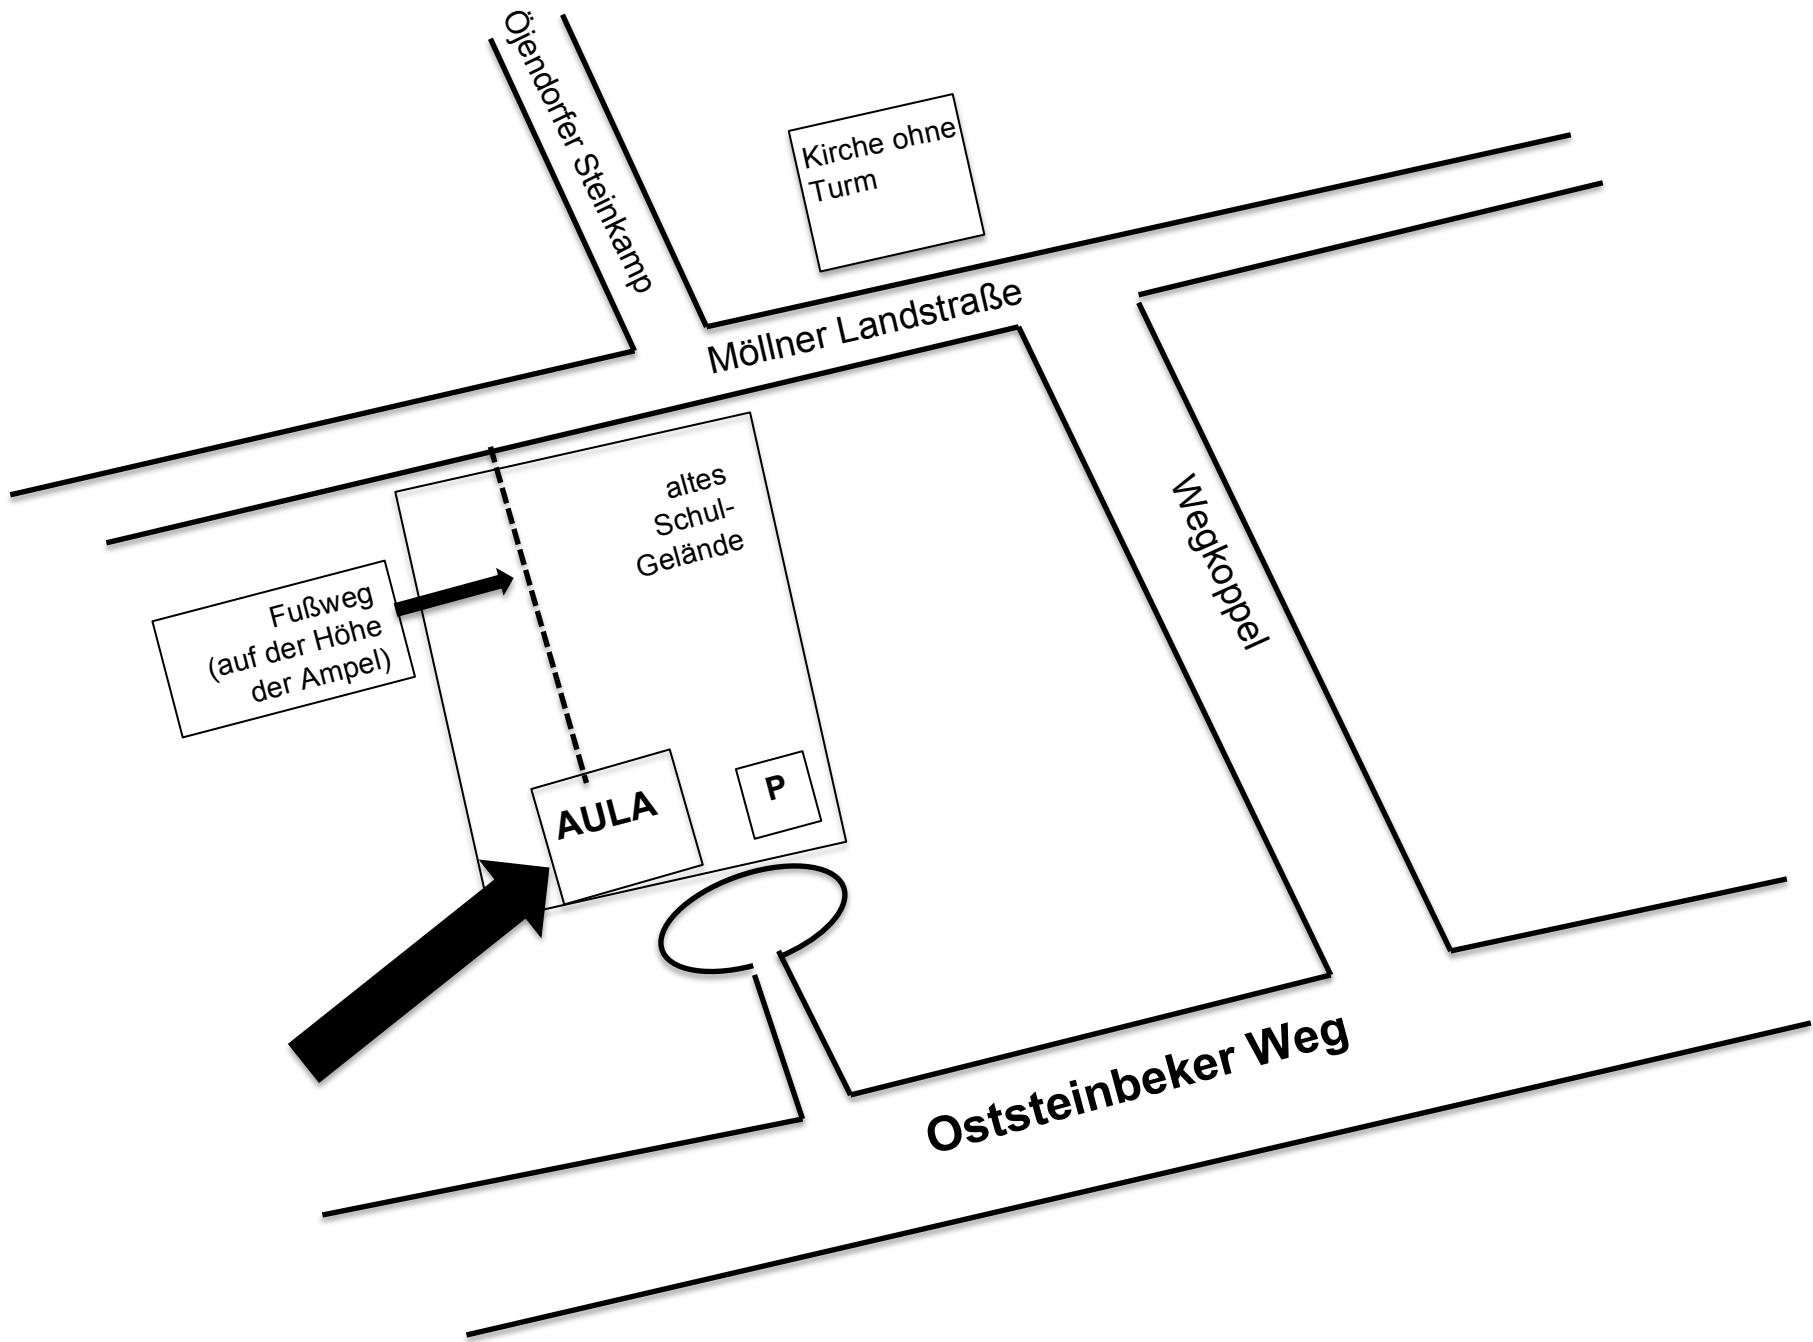 Öjendorfer Steinkamp
Kirche ohne
Turm
Möllner Landstraße
altes
Schul-
Gelände
Wegkoppel
Fußweg
(auf der Höhe
der Ampel)
AULA
P
Oststeinbeker Weg